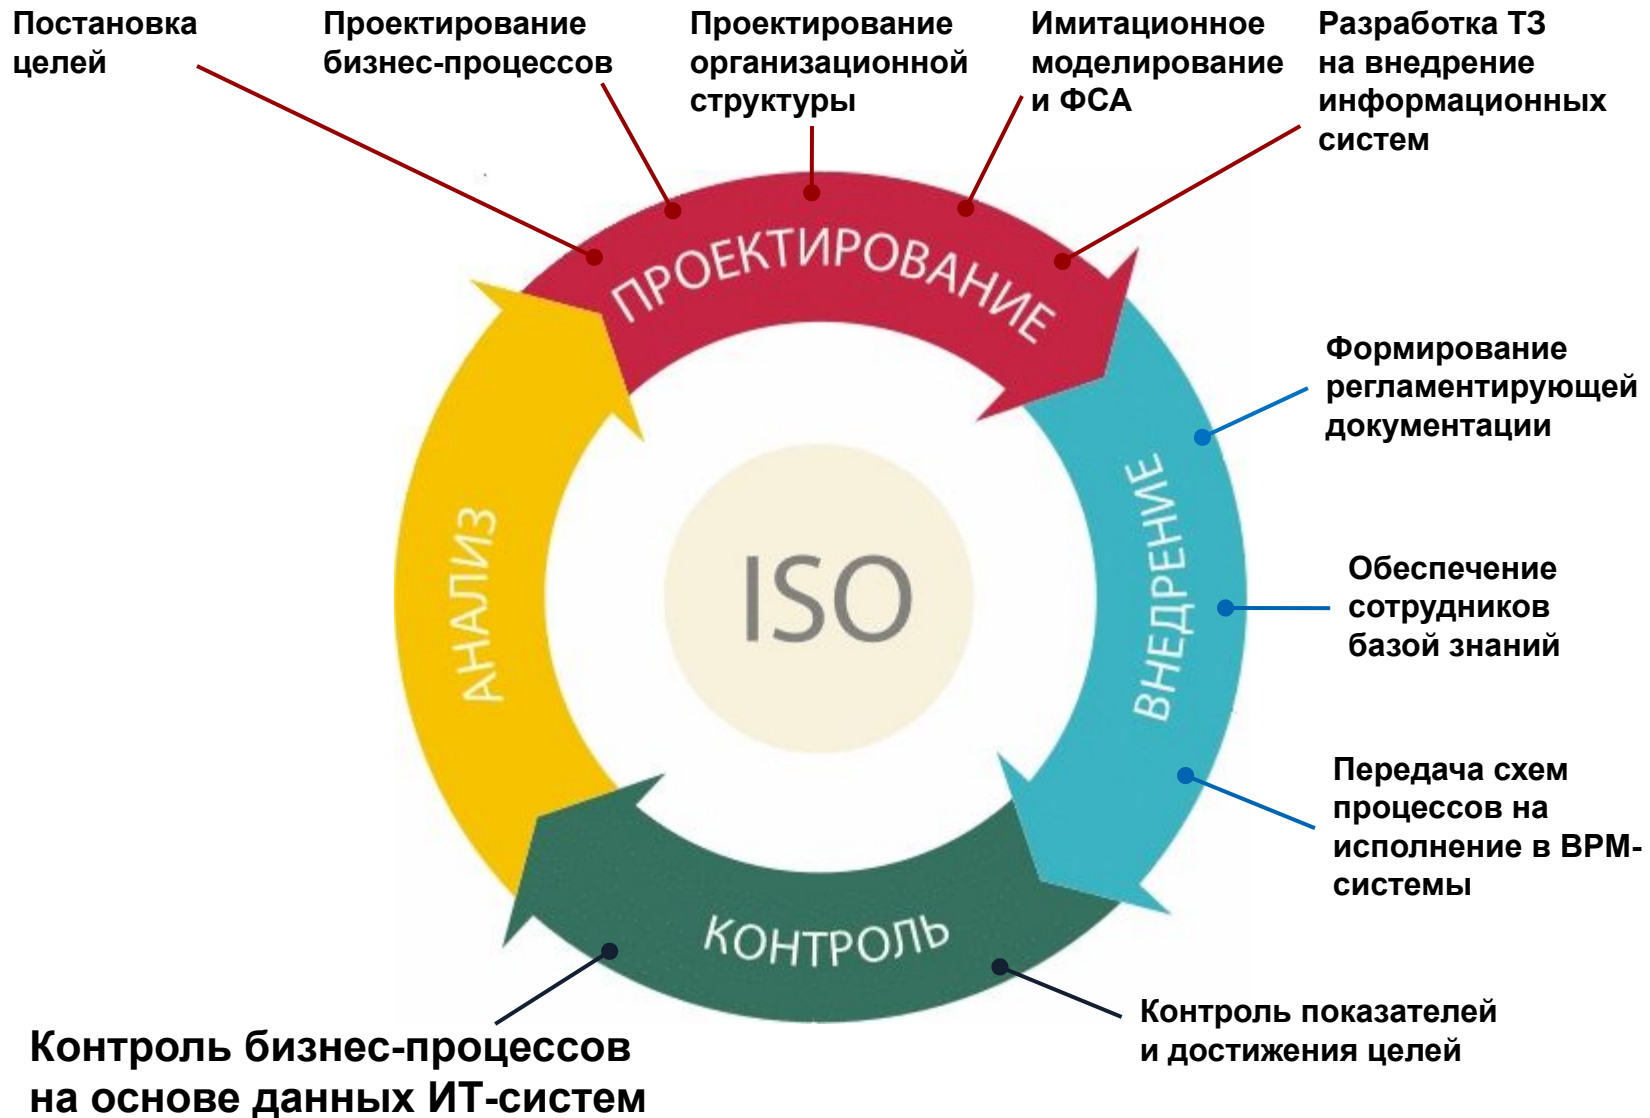 Постановка
целей
Проектирование
бизнес-процессов
Проектирование
организационной
структуры
Имитационное
моделирование
и ФСА
Разработка ТЗ
на внедрение
информационных
систем
ПРОЕКТИРОВАНИЕ
Формирование
регламентирующей
документации
ВНЕДРЕНИЕ
Обеспечение
сотрудников
базой знаний
Передача схем
процессов на
исполнение в BPM-
системы
АНАЛИЗ
ISO
КОНТРОЛЬ
Контроль показателей
и достижения целей
Контроль бизнес-процессов
на основе данных ИТ-систем